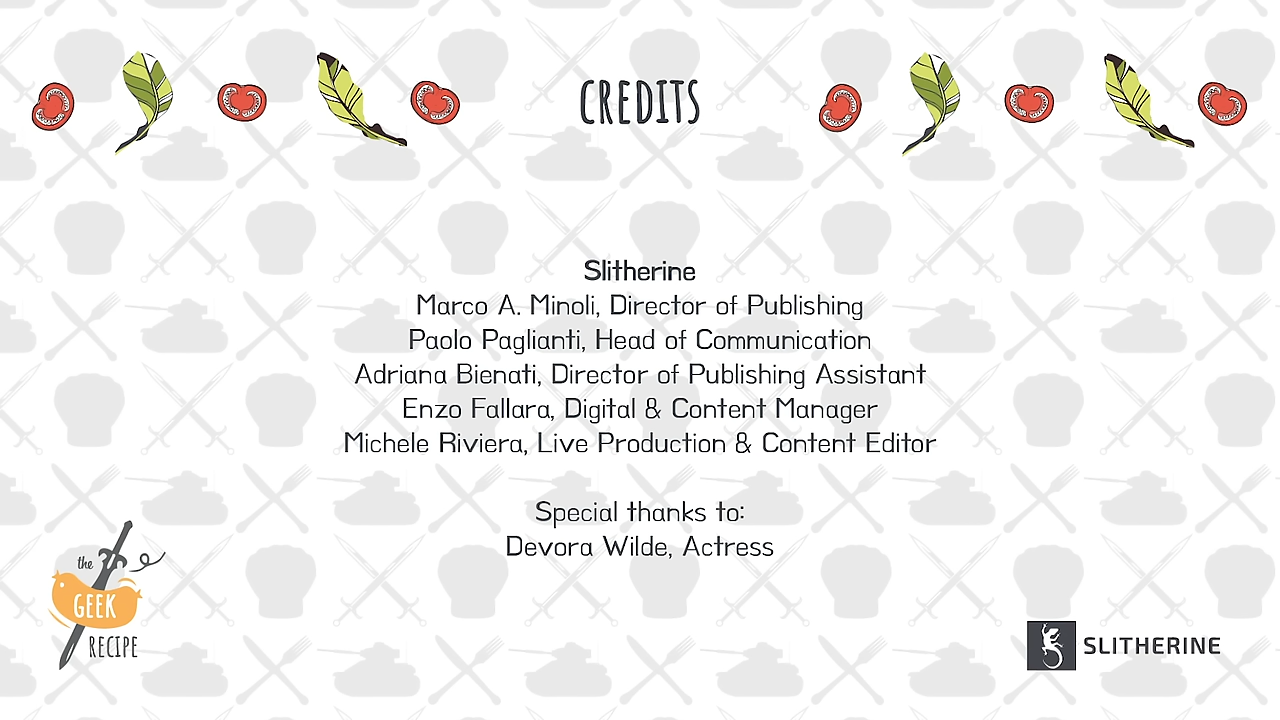 CREDITS
Slitherine
Marco A. Minoli, Director of Publishing
Paolo Paglianti, Head of Communication
Adriana Bienati, Director of Publishing Assistant
Enzo Fallara, Digital & Content Manager
Michele Riviera, Live Production & Content Editor
Special thanks to:
Devora Wilde, Actress
the
GEEK
RECIPE
SLITHERINE